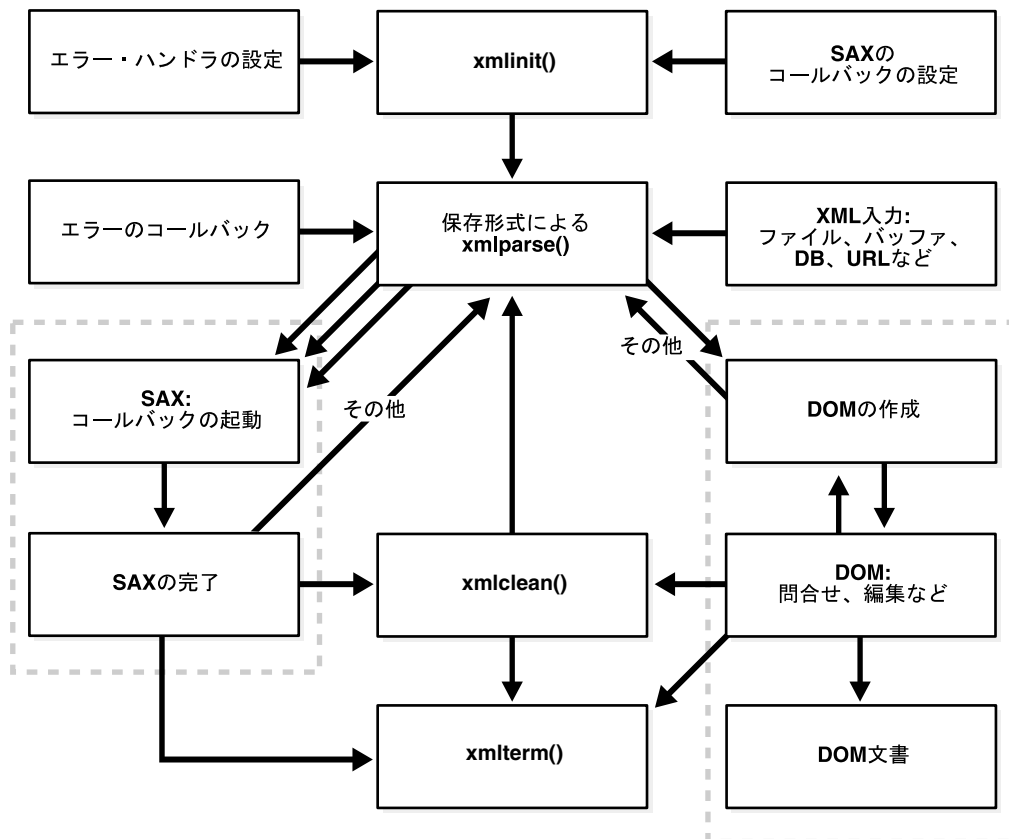 エラー・ハンドラの設定
xmlinit()
SAXの
コールバックの設定
エラーのコールバック
保存形式による
xmlparse()
XML入力:
ファイル、バッファ、
DB、URLなど
その他
SAX:
コールバックの起動
その他
DOMの作成
SAXの完了
xmlclean()
DOM:
問合せ、編集など
xmlterm()
DOM文書